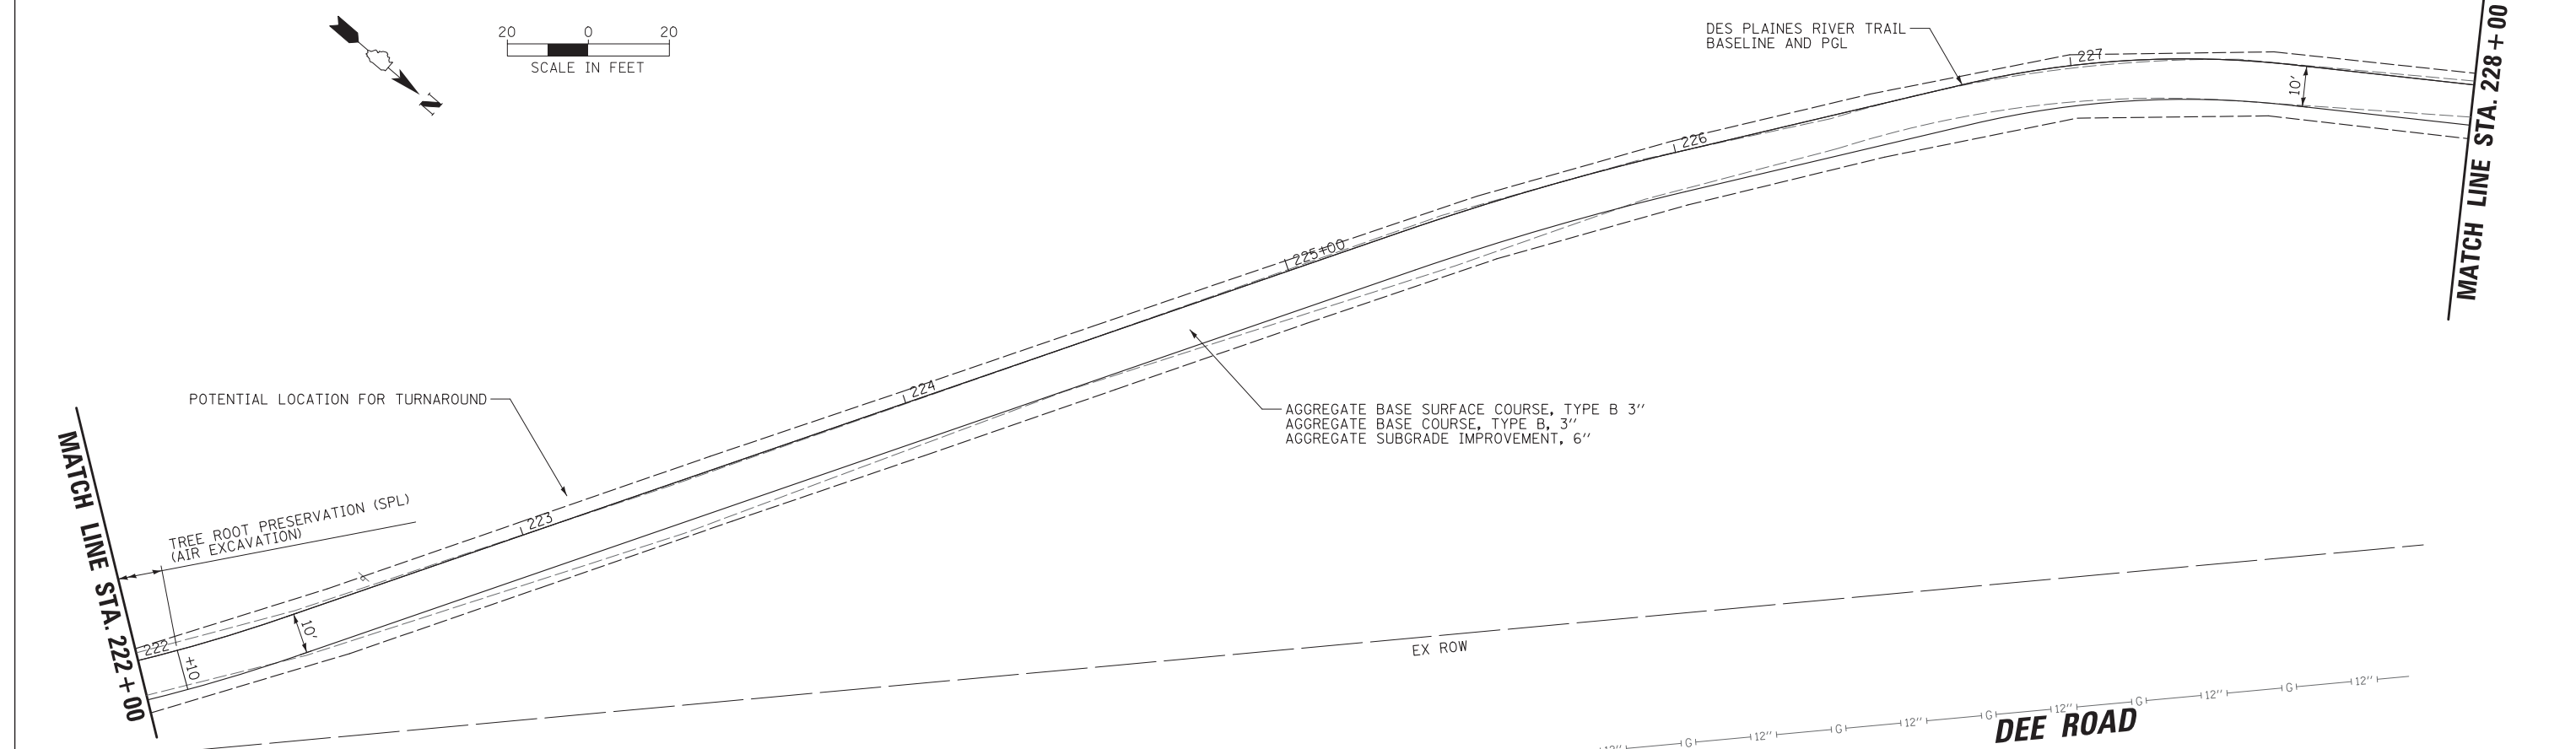 20 0 20
SCALE IN FEET
N
DES PLAINES RIVER TRAIL
BASELINE AND PGL
227
10'
226
225+00
224
223
222
+10
10'
MATCH LINE STA. 228+00
POTENTIAL LOCATION FOR TURNAROUND
AGGREGATE BASE SURFACE COURSE, TYPE B 3"
AGGREGATE BASE COURSE, TYPE B, 3"
AGGREGATE SUBGRADE IMPROVEMENT, 6"
TREE ROOT PRESERVATION (SPL)
(AIR EXCAVATION)
MATCH LINE STA. 222+00
EX ROW
12" G 12" G 12" G 12" G 12" G 12"
DEE ROAD